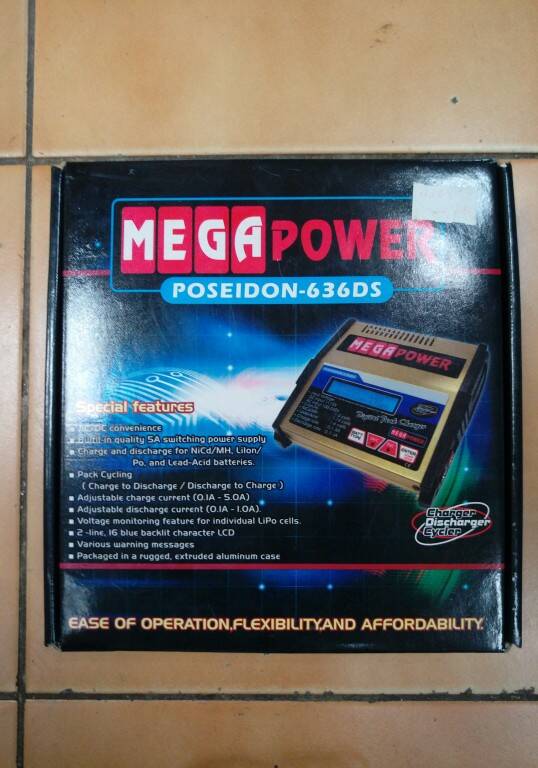 MEGAPOWER
POSEIDON-636DS
MEGAPOWER
Digital Peak Charger
Special features
AC/DC convenience
Built-in quality 5A switching power supply
Charge and discharge for NiCd/MH, LiIon/
Po, and Lead-Acid batteries.
Pack Cycling
( Charge to Discharge / Discharge to Charge )
Adjustable charge current (0.1A - 5.0A)
Adjustable discharge current (0.1A - 1.0A).
Voltage monitoring feature for individual LiPo cells.
2 -line, 16 blue backlit character LCD
Various warning messages
Packaged in a rugged, extruded aluminum case
Charger
Discharger
Cycler
EASE OF OPERATION,FLEXIBILITY,AND AFFORDABILITY.